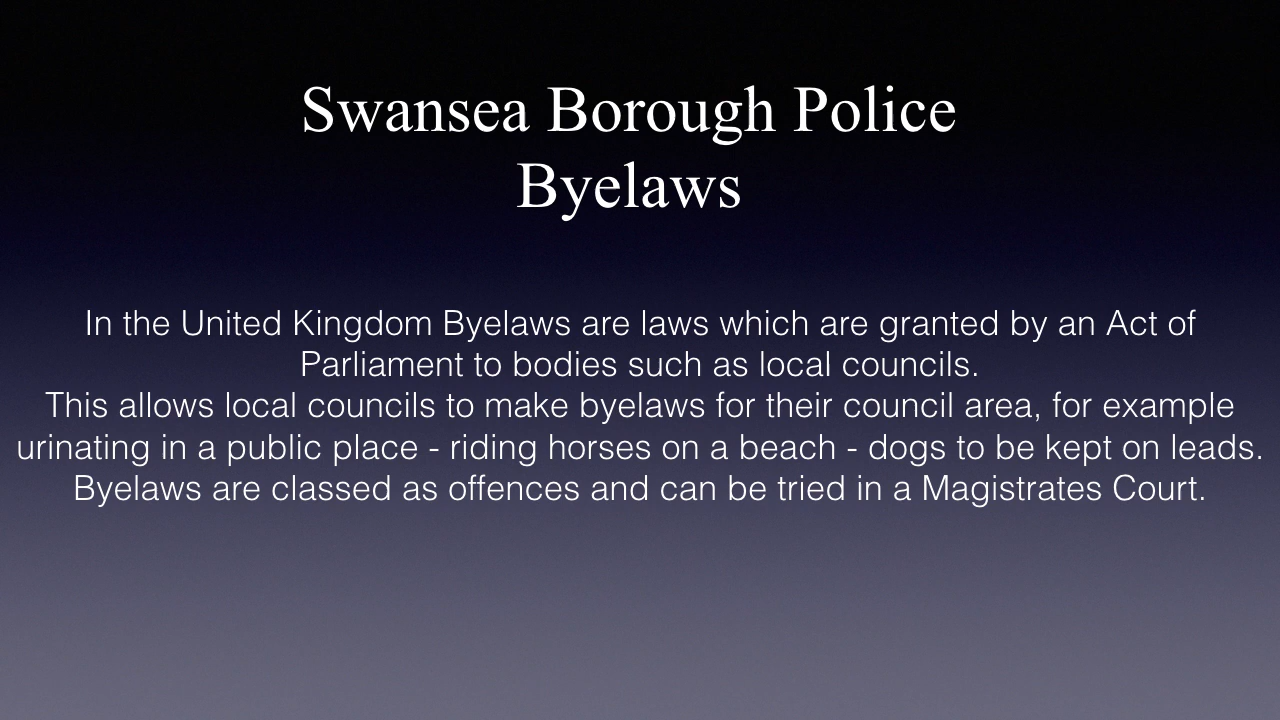 Swansea Borough Police
Byelaws
In the United Kingdom Byelaws are laws which are granted by an Act of
Parliament to bodies such as local councils.
This allows local councils to make byelaws for their council area, for example
urinating in a public place - riding horses on a beach - dogs to be kept on leads.
Byelaws are classed as offences and can be tried in a Magistrates Court.